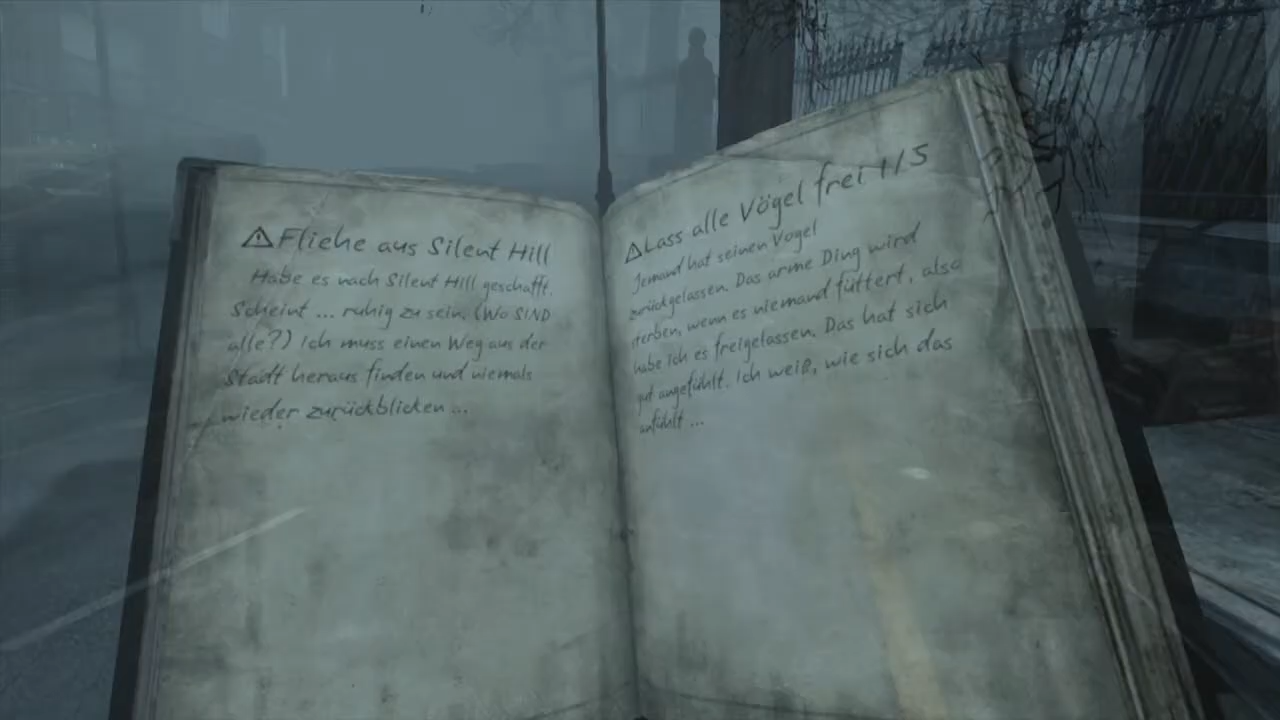 ⚠Fliehe aus Silent Hill
Habe es nach Silent Hill geschafft.
Scheint ... ruhig zu sein. (Wo SIND
alle?) Ich muss einen Weg aus der
Stadt heraus finden und niemals
wieder zurückblicken ...
⚠Lass alle Vögel frei 1/5
Jemand hat seinen Vogel
zurückgelassen. Das arme Ding wird
sterben, wenn es niemand füttert, also
habe ich es freigelassen. Das hat sich
gut angefühlt. Ich weiß, wie sich das
anfühlt ...